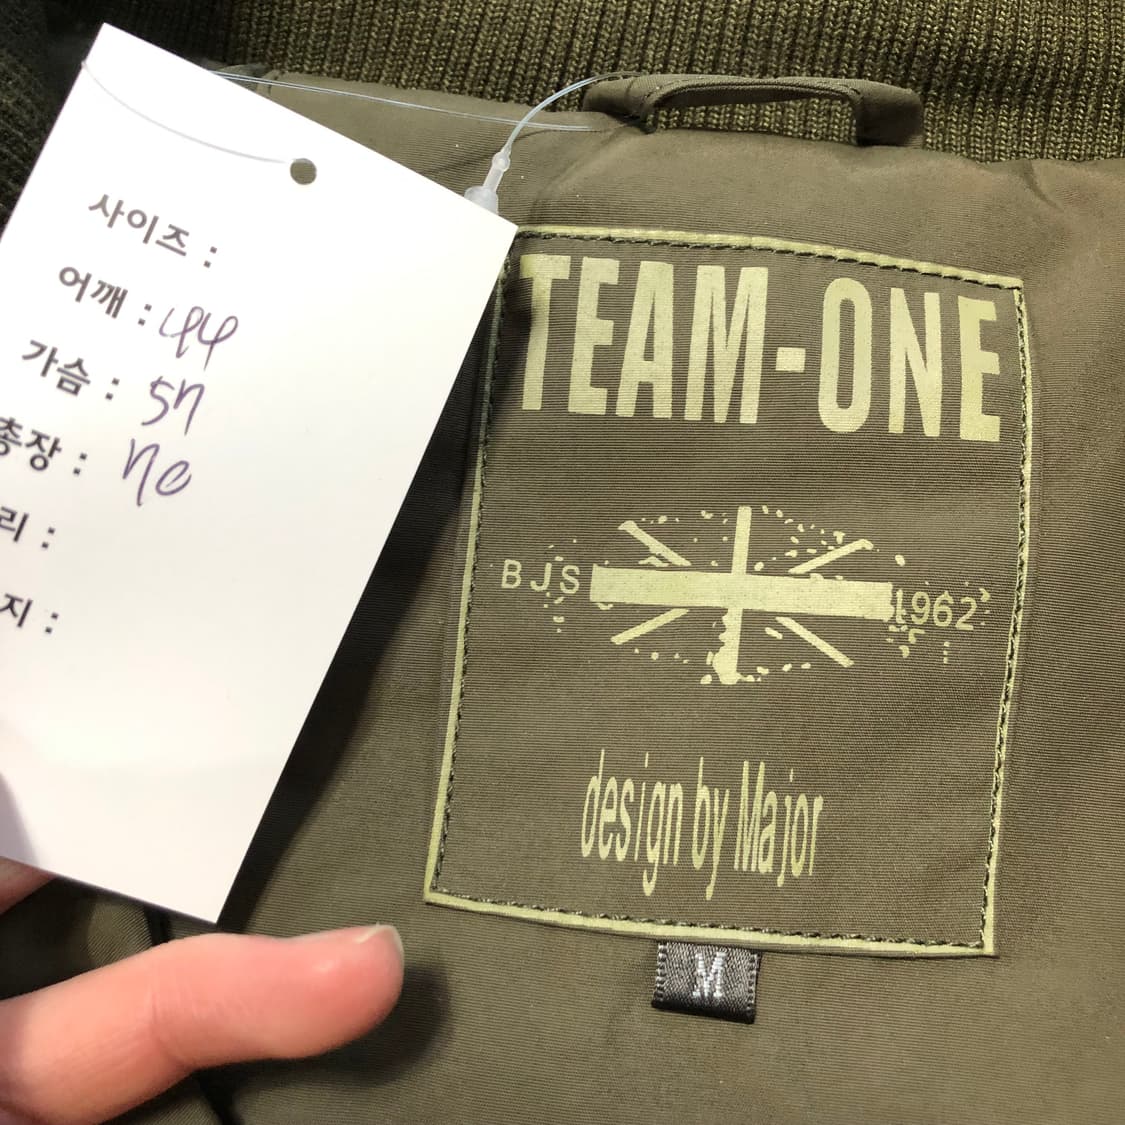 사이즈 :
어깨 : 44
가슴 : 57
총장 : 70
리 :
지 :
TEAM-ONE
BJS 1962
design by Major
M